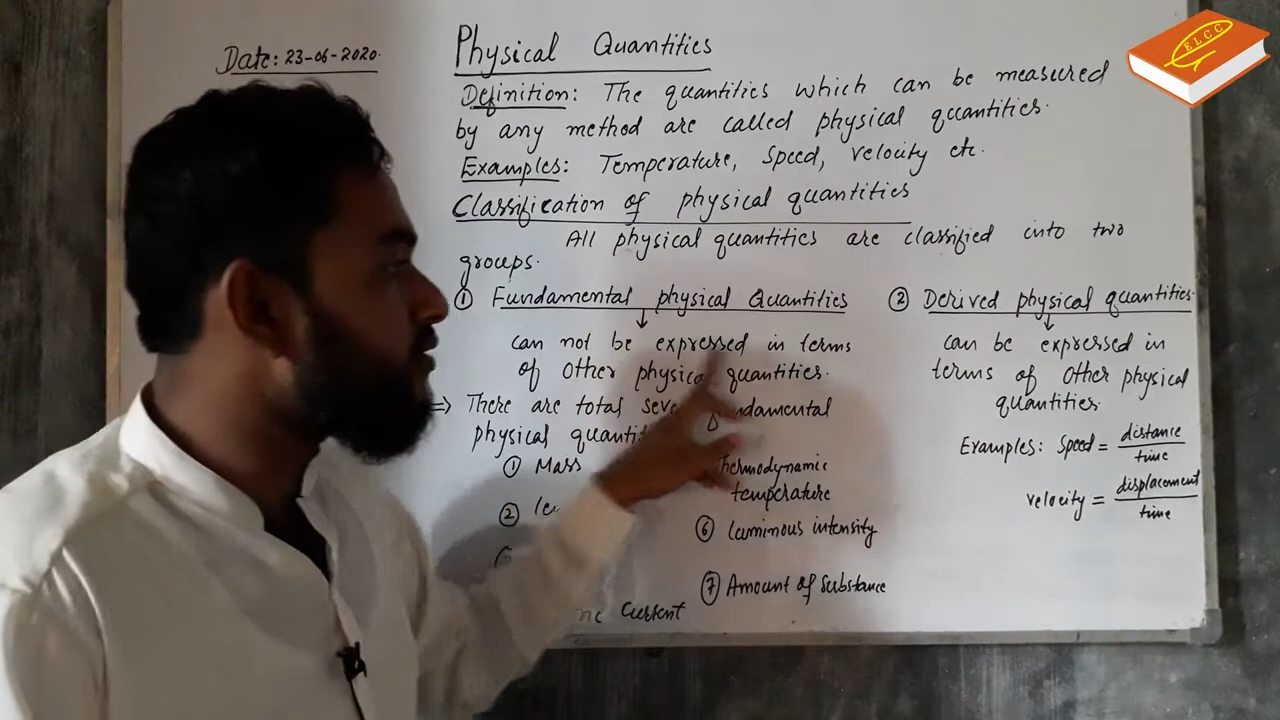 Date: 23-06-2020.
Physical Quantities
ELCC
Definition: The quantities which can be measured
by any method are called physical quantities.
Examples: Temperature, Speed, velocity etc.
Classification of physical quantities
All physical quantities are classified into two
groups.
① Fundamental physical Quantities
can not be expressed in terms
of other physical quantities.
⇒ There are total
physical
① Mass
②
temperature
⑥ luminous intensity
⑦ Amount of substance
Current
② Derived physical quantities.
can be expressed in
terms of other physical
quantities.
Examples: Speed = distance
time
velocity = displacement
time